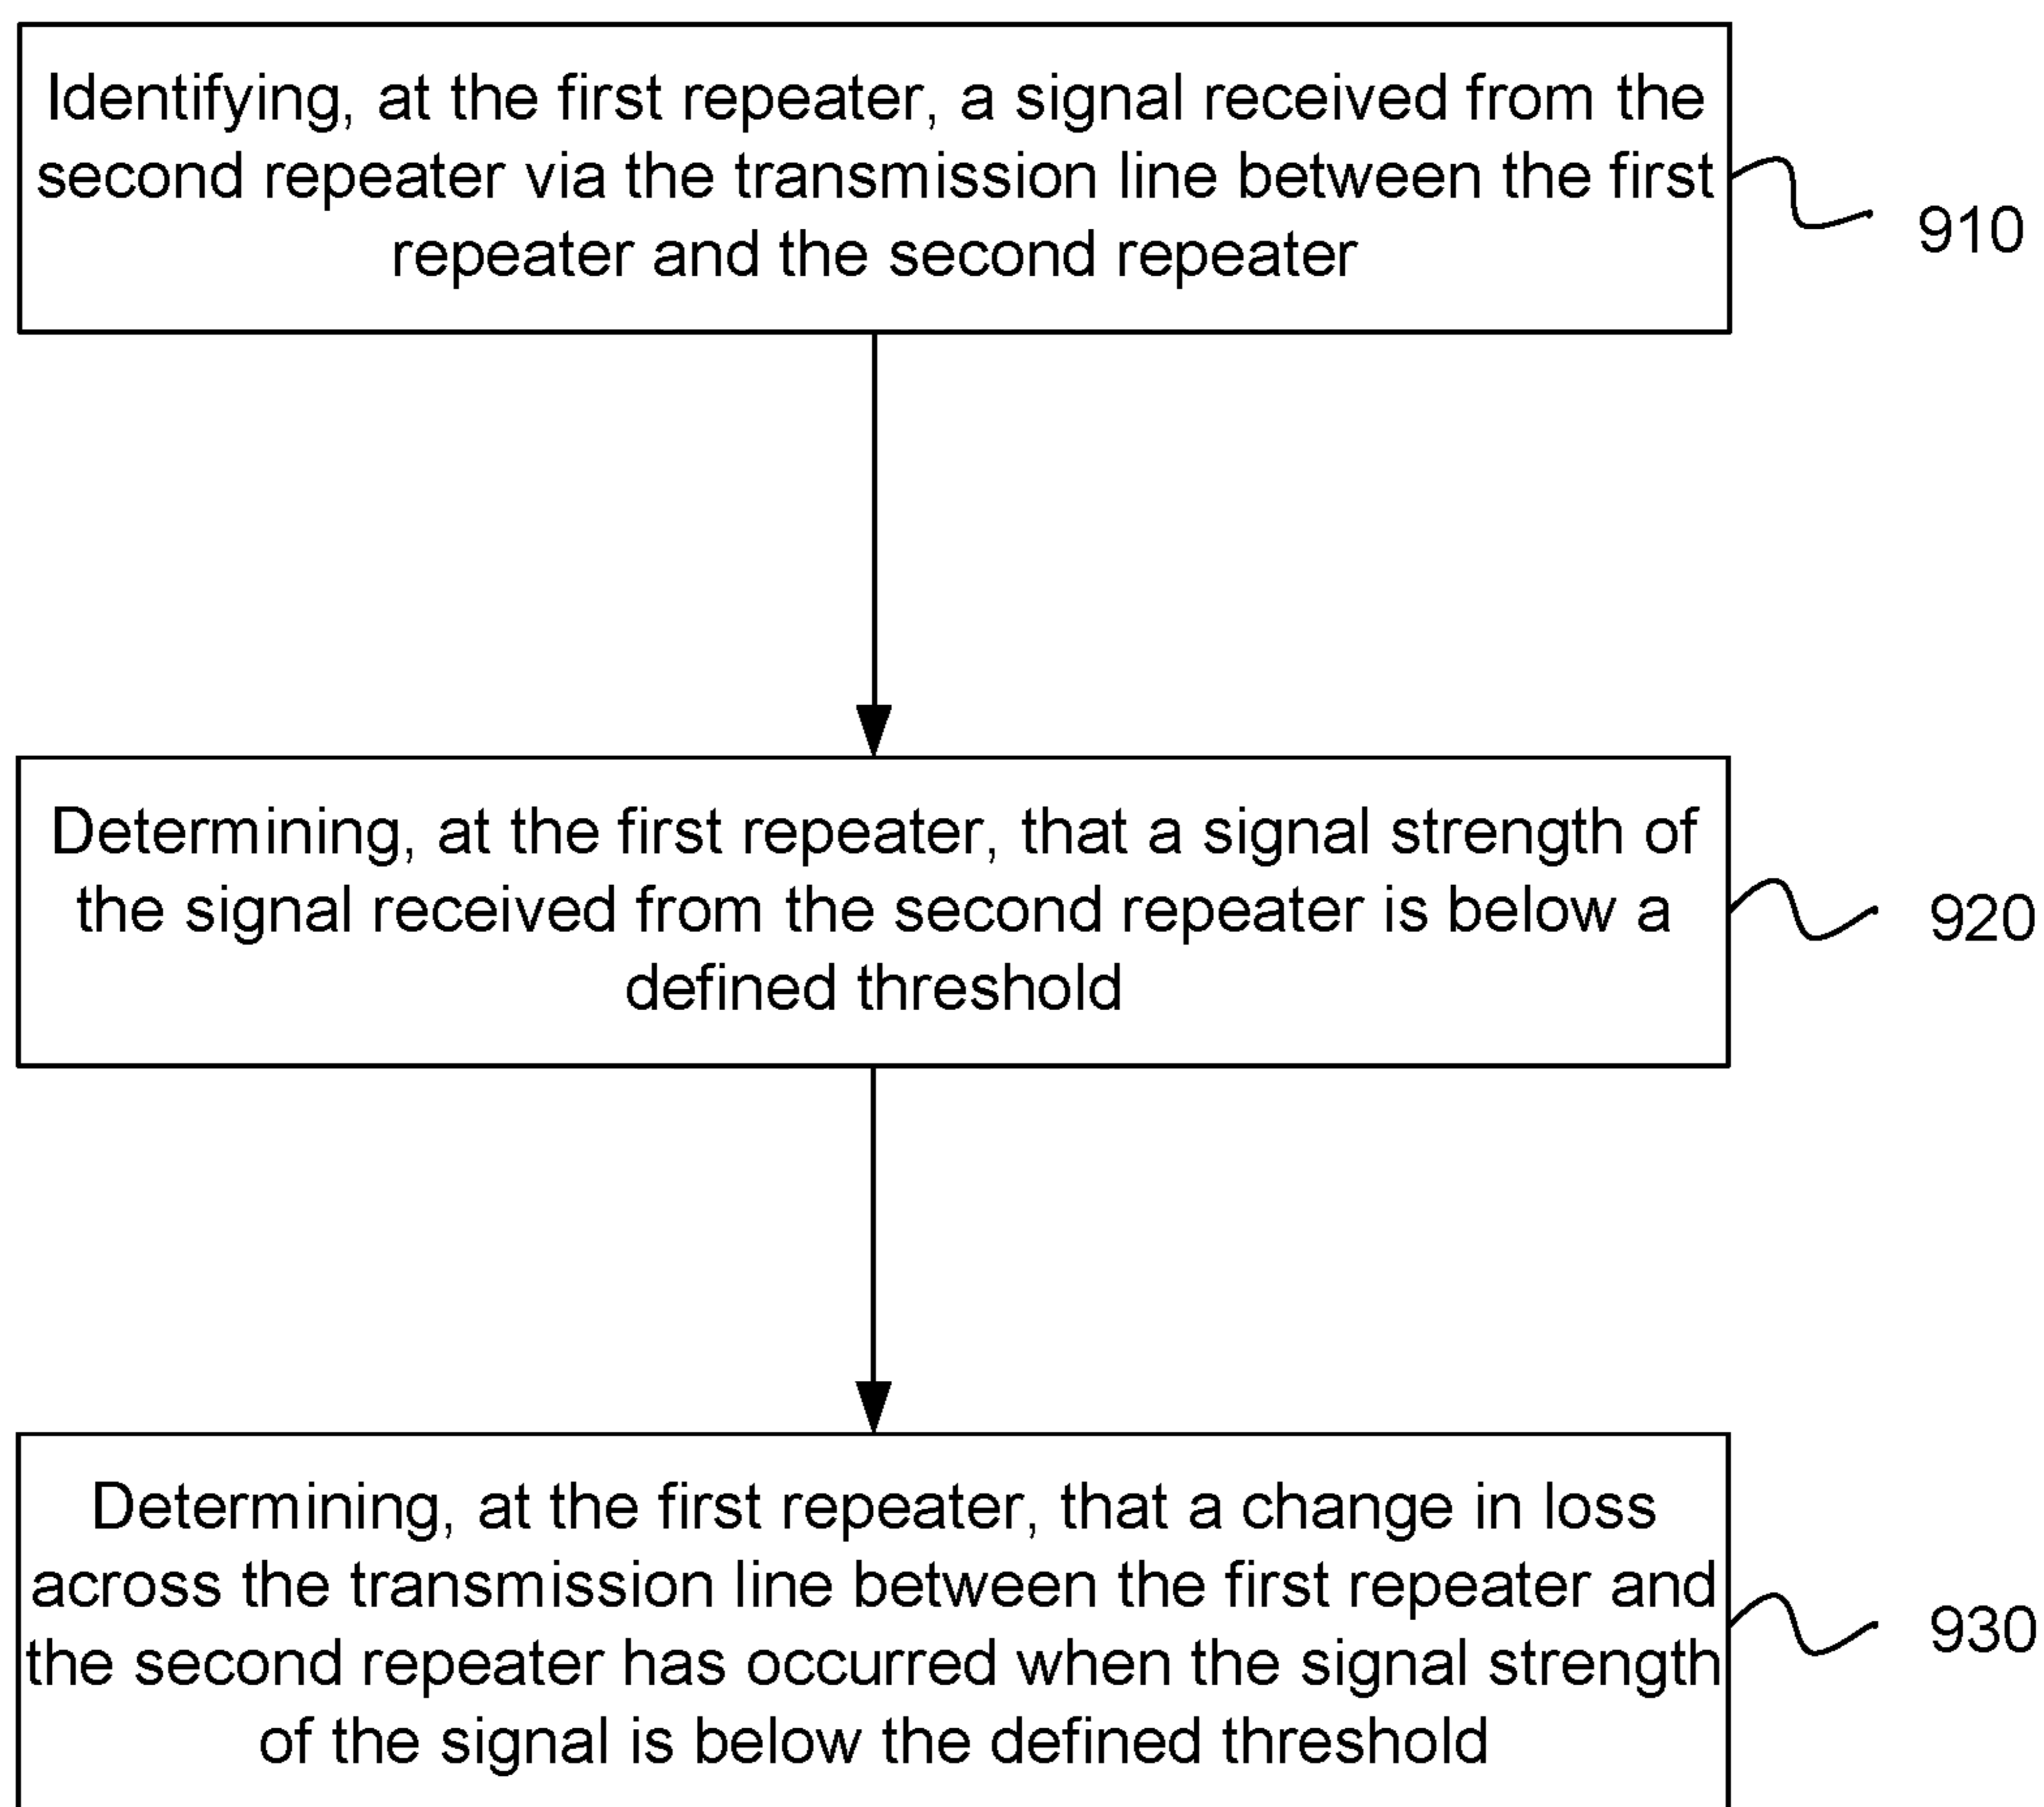 Identifying, at the first repeater, a signal received from the
second repeater via the transmission line between the first
repeater and the second repeater
910
Determining, at the first repeater, that a signal strength of
the signal received from the second repeater is below a
defined threshold
920
Determining, at the first repeater, that a change in loss
across the transmission line between the first repeater and
the second repeater has occurred when the signal strength
of the signal is below the defined threshold
930